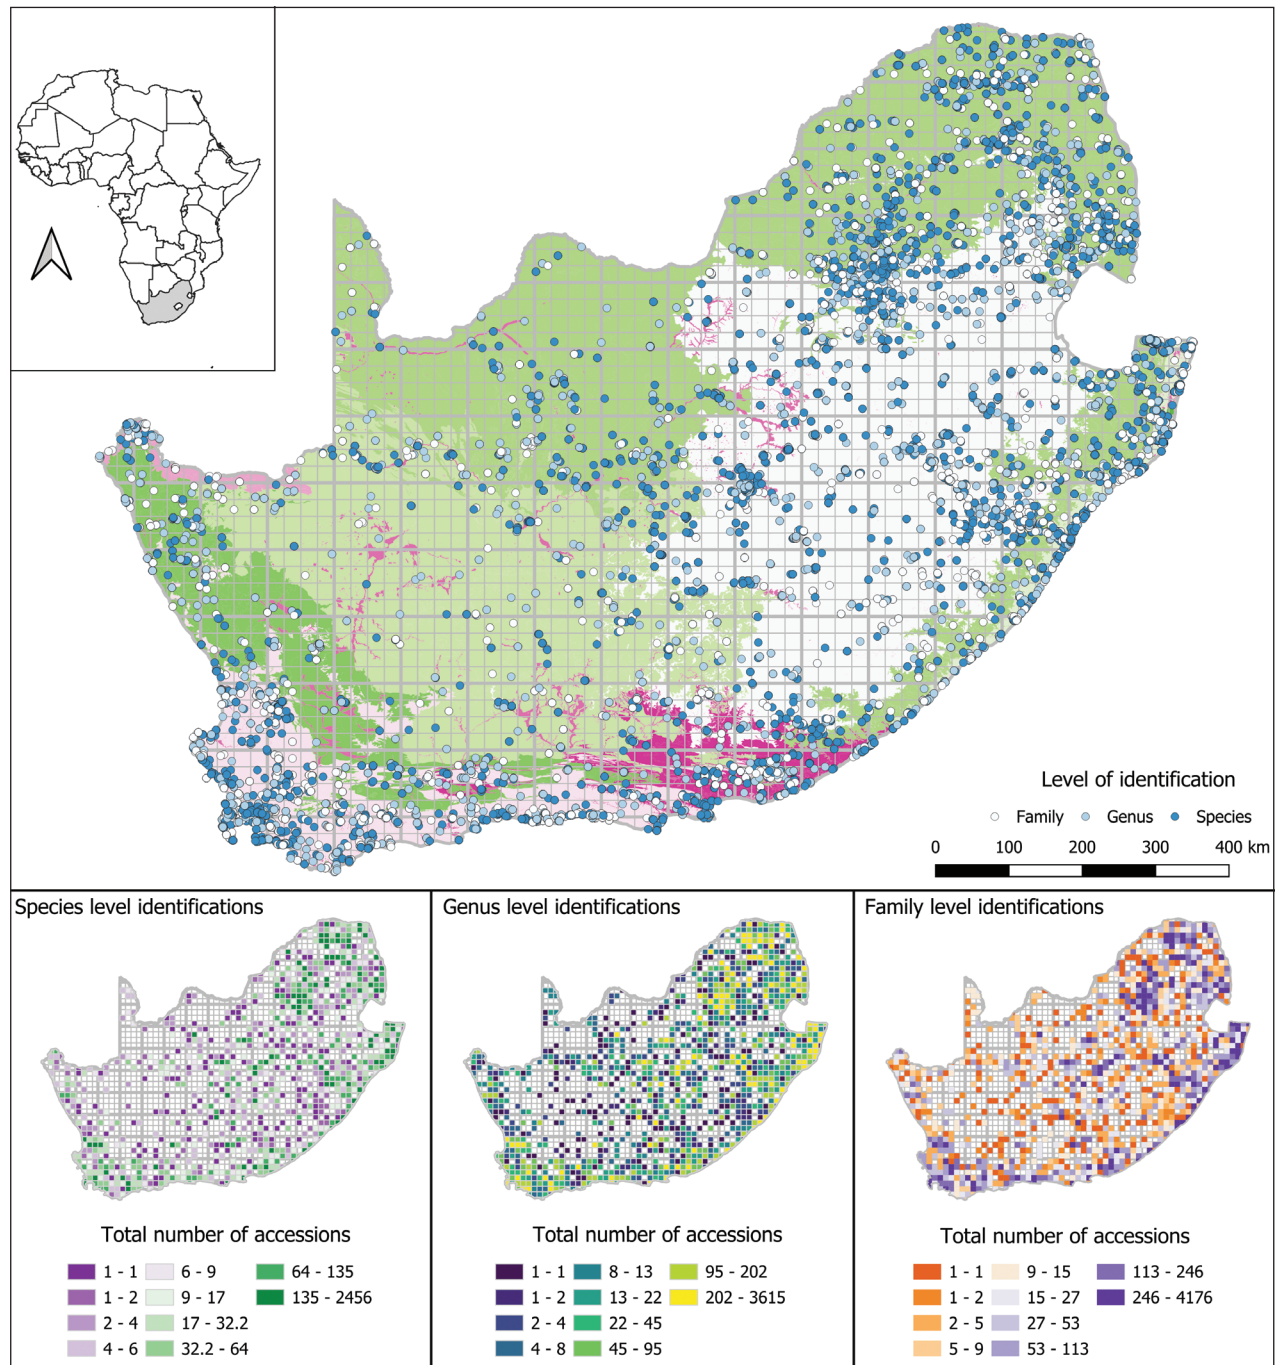 Level of identification
Family Genus Species
0 100 200 300 400 km
Species level identifications
Total number of accessions
1 - 1 6 - 9 64 - 135
1 - 2 9 - 17 135 - 2456
2 - 4 17 - 32.2
4 - 6 32.2 - 64
Genus level identifications
Total number of accessions
1 - 1 8 - 13 95 - 202
1 - 2 13 - 22 202 - 3615
2 - 4 22 - 45
4 - 8 45 - 95
Family level identifications
Total number of accessions
1 - 1 9 - 15 113 - 246
1 - 2 15 - 27 246 - 4176
2 - 5 27 - 53
5 - 9 53 - 113